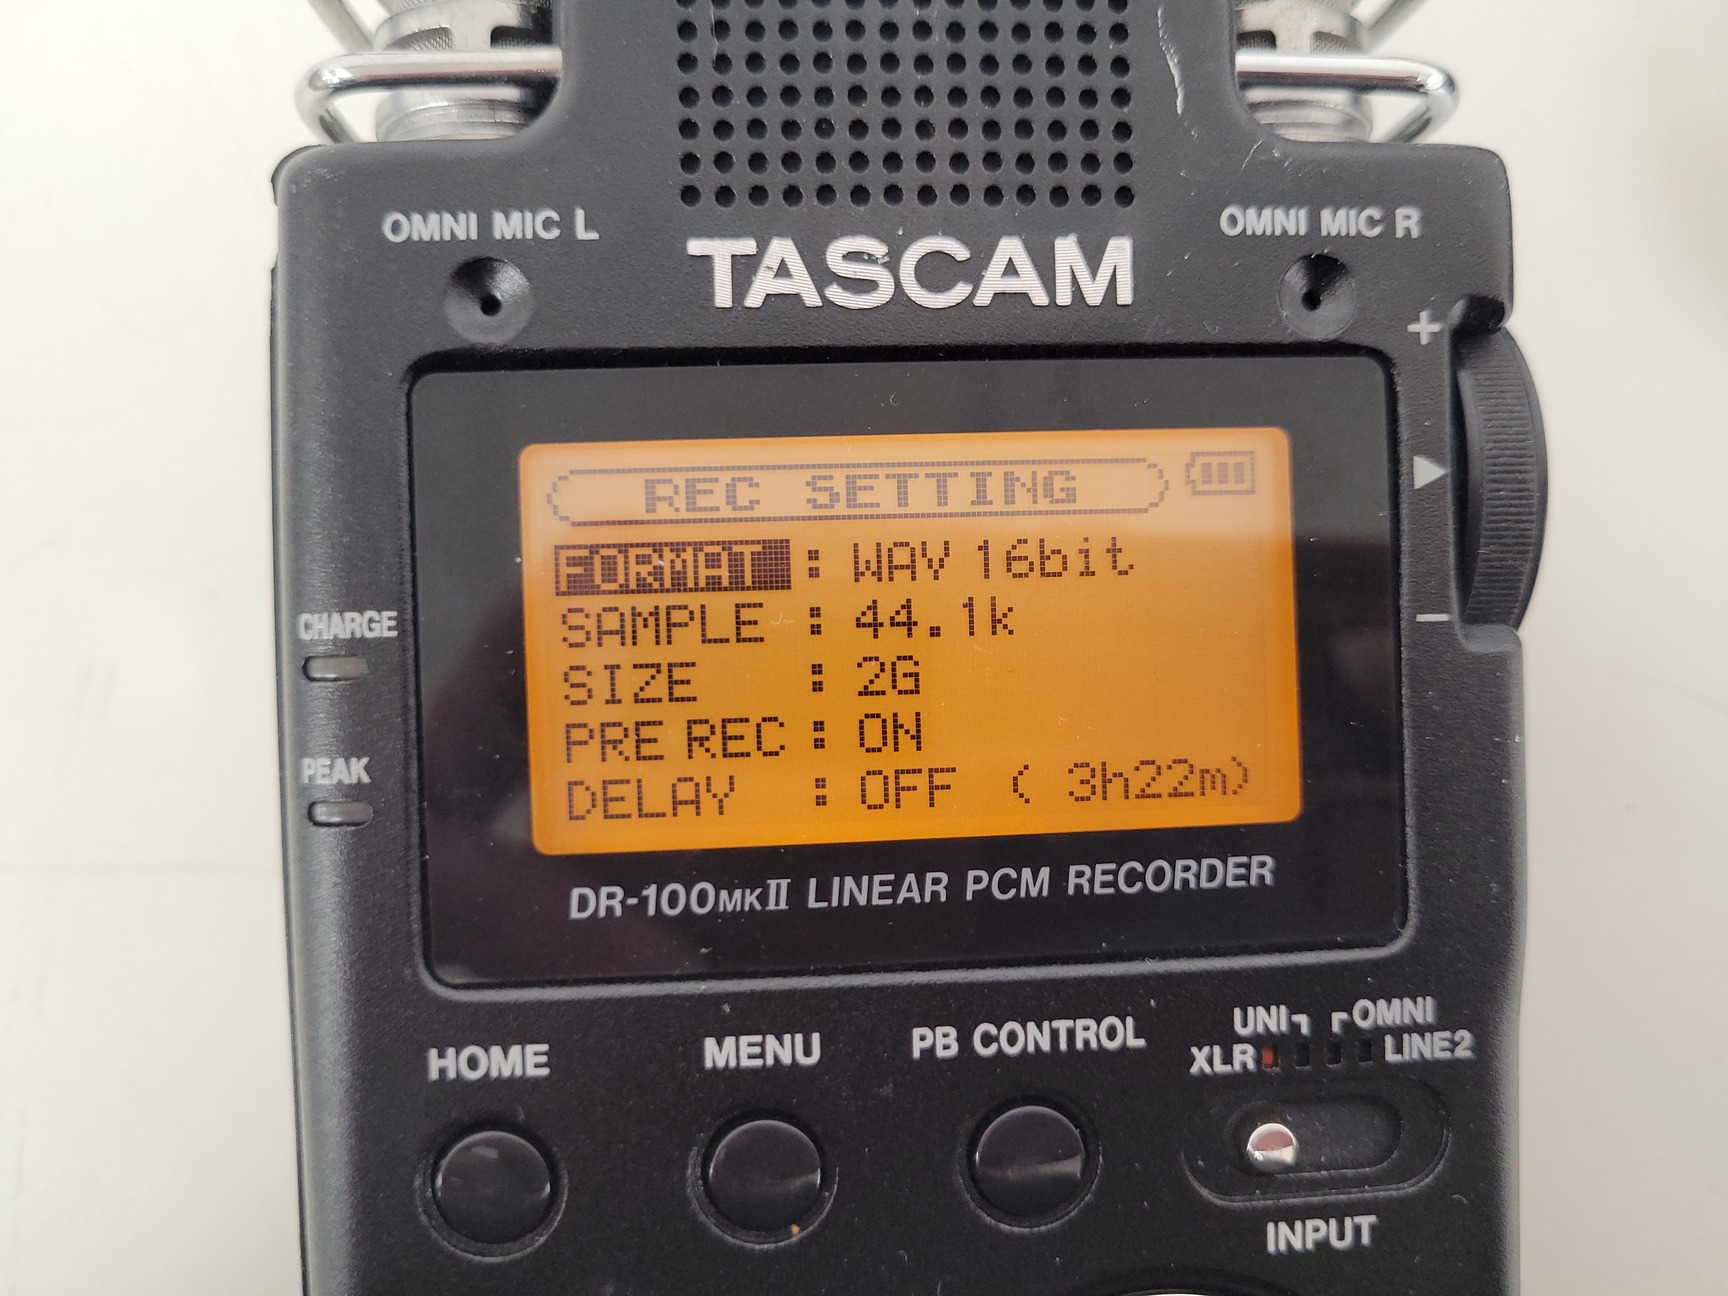 OMNI MIC L
OMNI MIC R
TASCAM
+
−
REC SETTING
FORMAT : WAV 16bit
SAMPLE : 44.1k
SIZE : 2G
PRE REC : ON
DELAY : OFF ( 3h22m)
CHARGE
PEAK
DR-100MKII LINEAR PCM RECORDER
HOME
MENU
PB CONTROL
UNI OMNI
XLR LINE2
INPUT